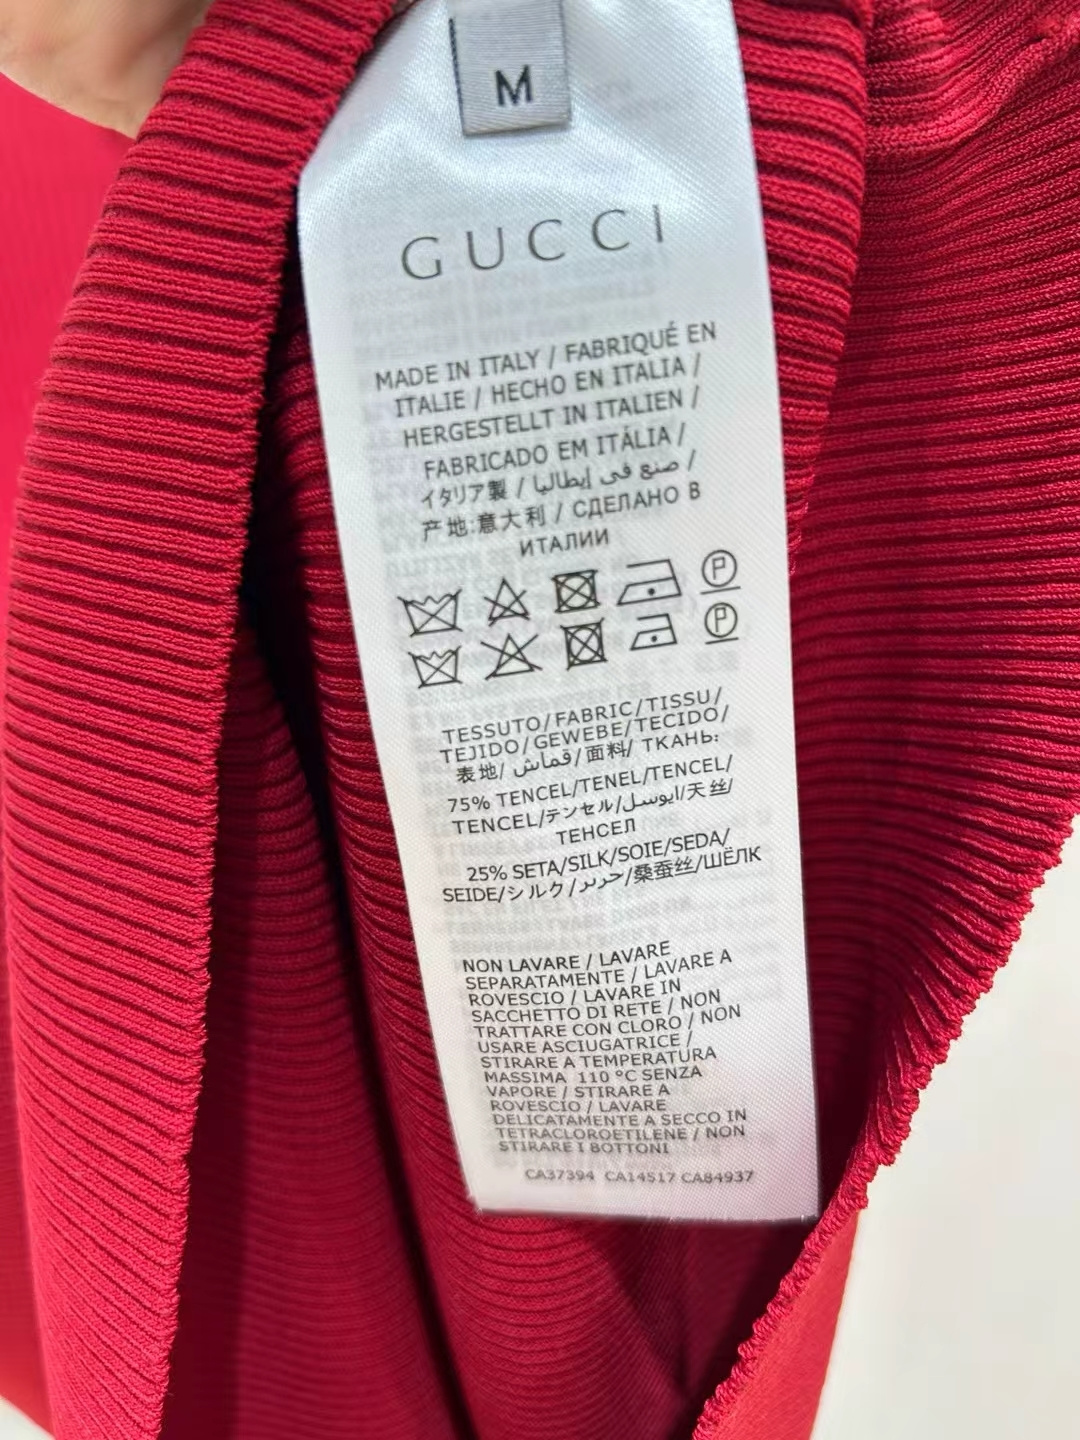 M
GUCCI
MADE IN ITALY / FABRIQUÉ EN
ITALIE / HECHO EN ITALIA /
HERGESTELLT IN ITALIEN /
FABRICADO EM ITÁLIA /
イタリア製 / صنع في إيطاليا /
产地:意大利 / СДЕЛАНО В
ИТАЛИИ
P
P
TESSUTO/FABRIC/TISSU/
TEJIDO/GEWEBE/TECIDO/
表地/ قماش/面料/ ТКАНЬ:
75% TENCEL/TENEL/TENCEL/
TENCEL/テンセル/ايوسل/天丝/
ТЕНСЕЛ
25% SETA/SILK/SOIE/SEDA/
SEIDE/シルク/حرير/桑蚕丝/ШЁЛК
NON LAVARE / LAVARE
SEPARATAMENTE / LAVARE A
ROVESCIO / LAVARE IN
SACCHETTO DI RETE / NON
TRATTARE CON CLORO / NON
USARE ASCIUGATRICE /
STIRARE A TEMPERATURA
MASSIMA 110 °C SENZA
VAPORE / STIRARE A
ROVESCIO / LAVARE
DELICATAMENTE A SECCO IN
TETRACLOROETILENE / NON
STIRARE I BOTTONI
CA37394 CA14517 CA84937